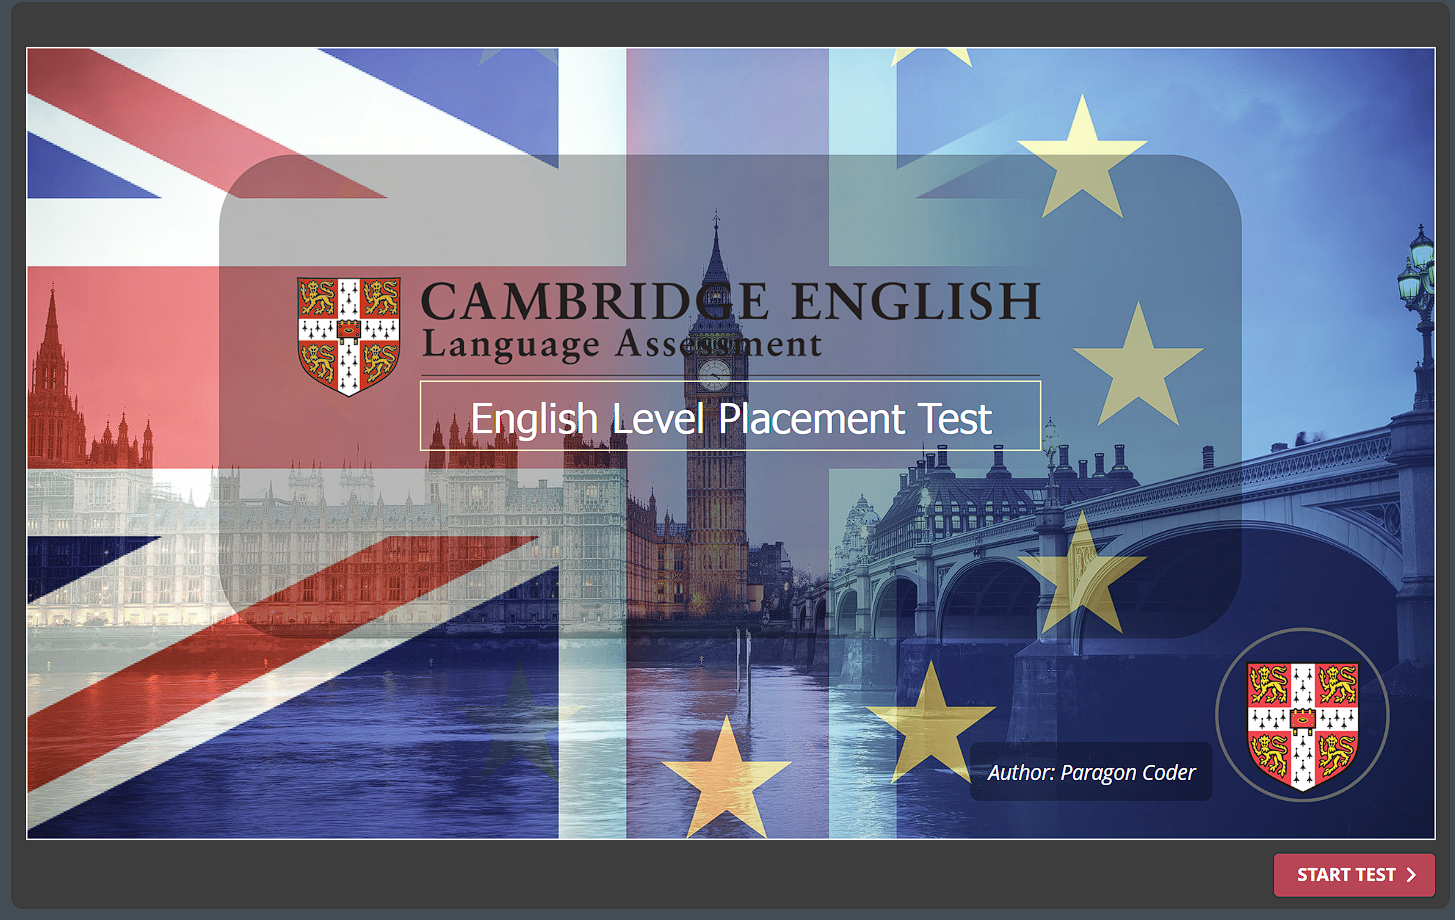 CAMBRIDGE ENGLISH
Language Assessment
English Level Placement Test
Author: Paragon Coder
START TEST